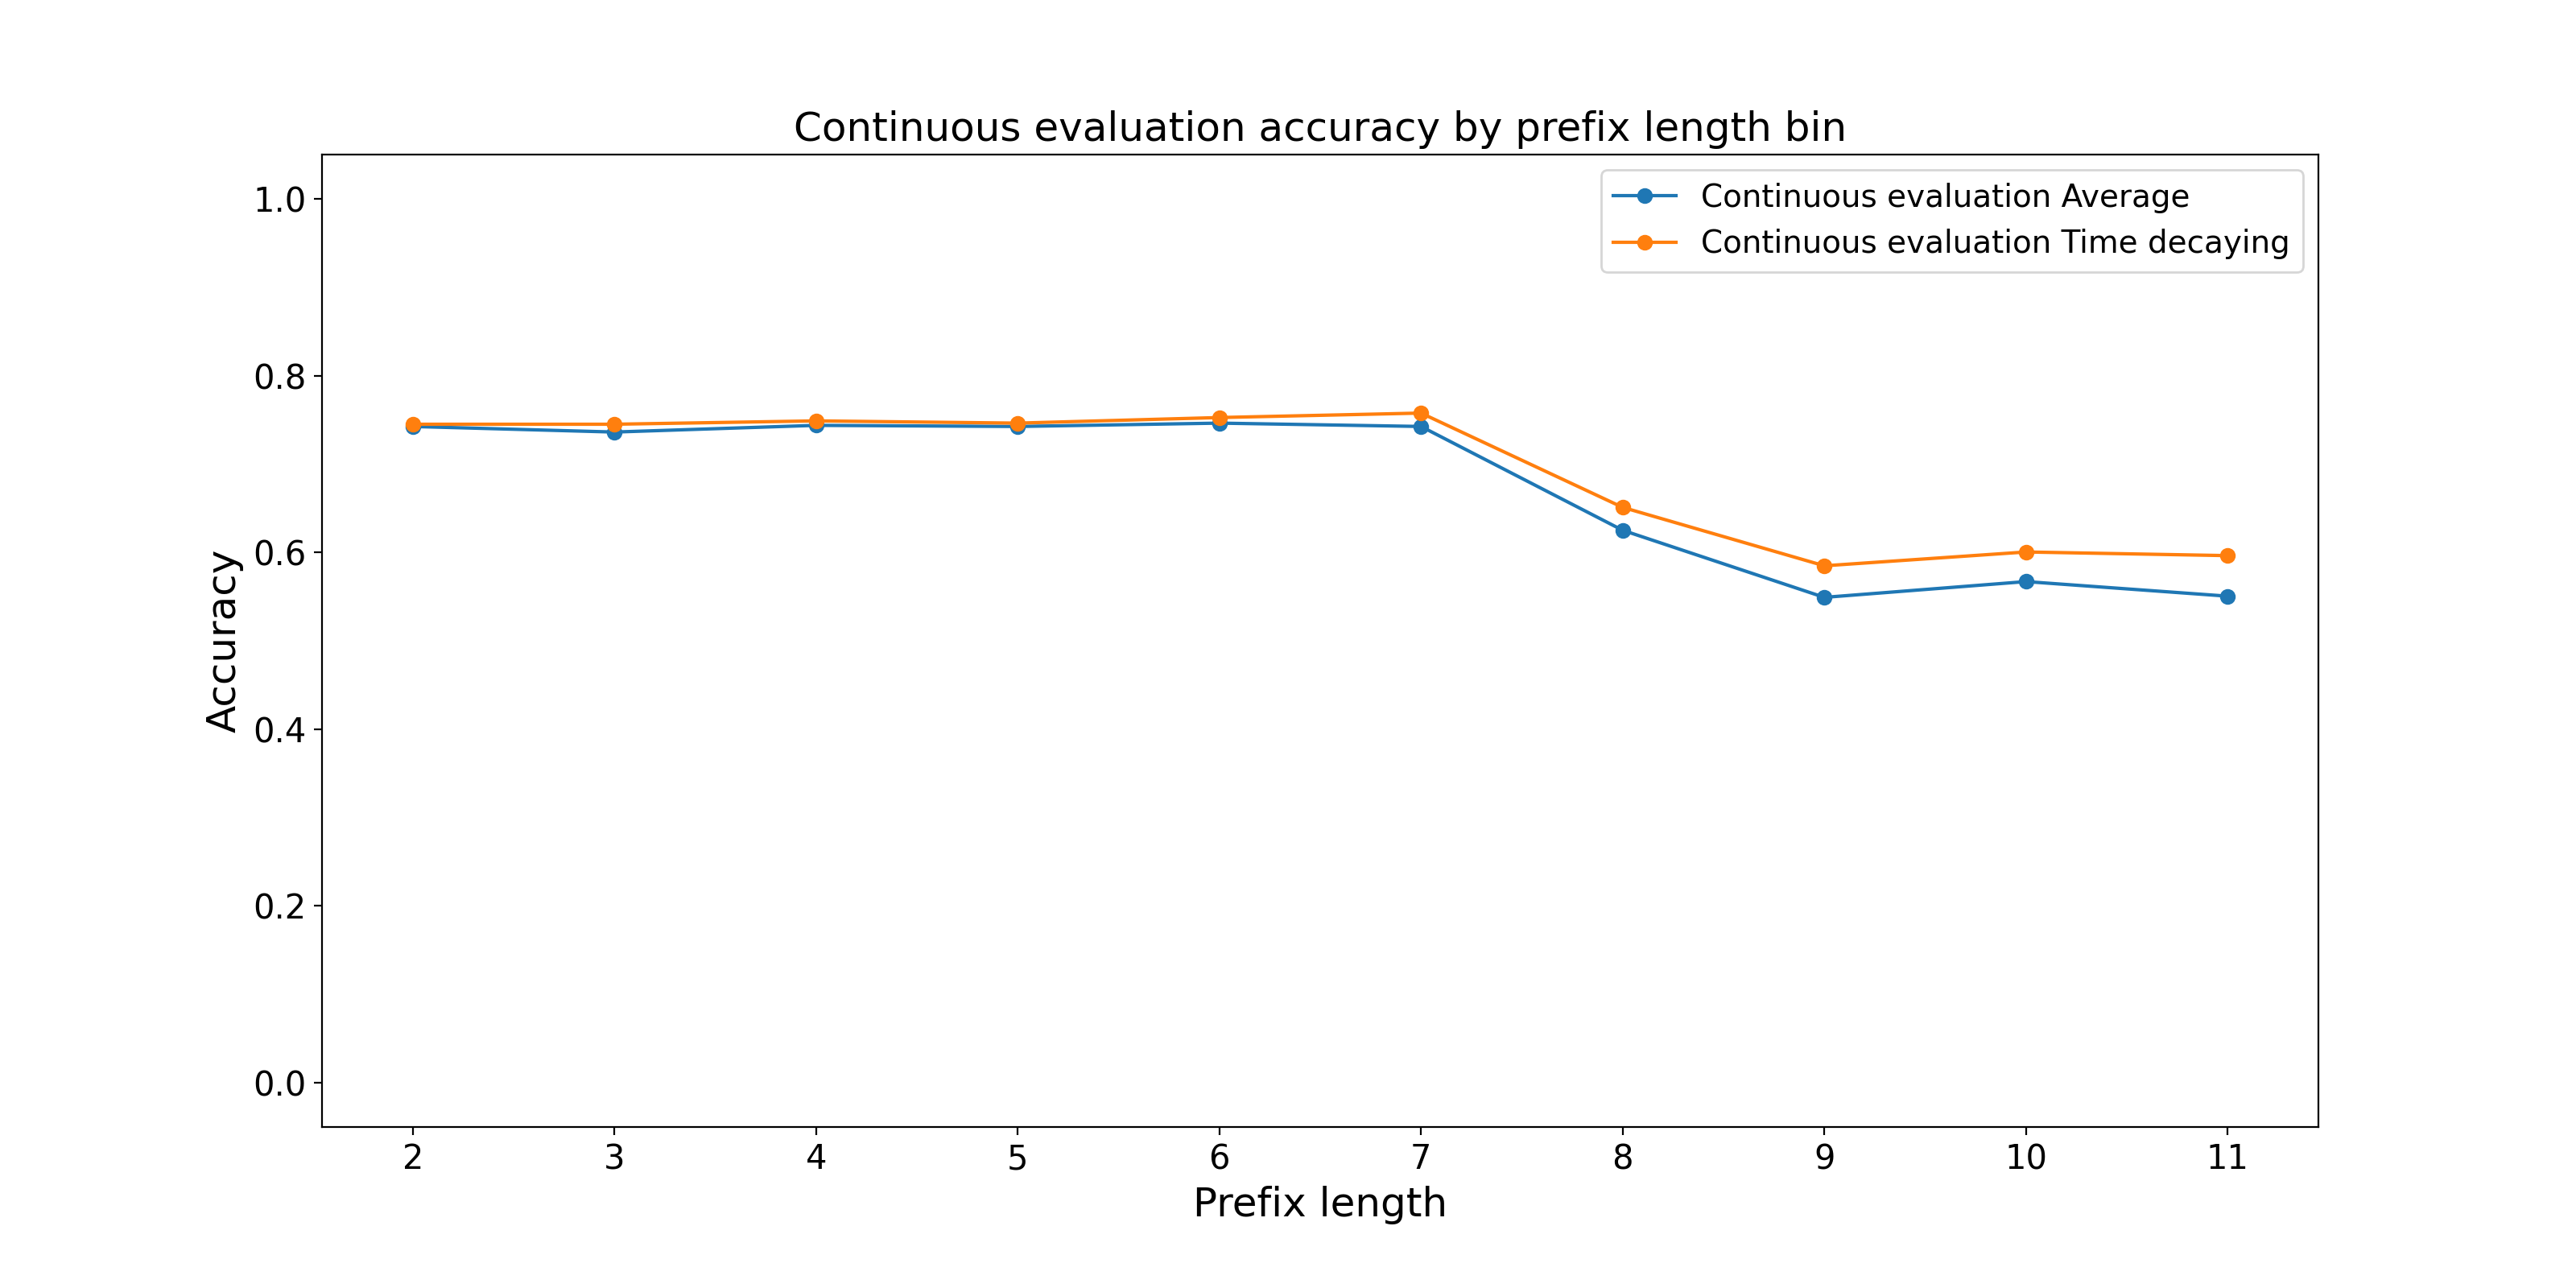 Continuous evaluation accuracy by prefix length bin
Continuous evaluation Average
Continuous evaluation Time decaying
Accuracy
1.0
0.8
0.6
0.4
0.2
0.0
2 3 4 5 6 7 8 9 10 11
Prefix length